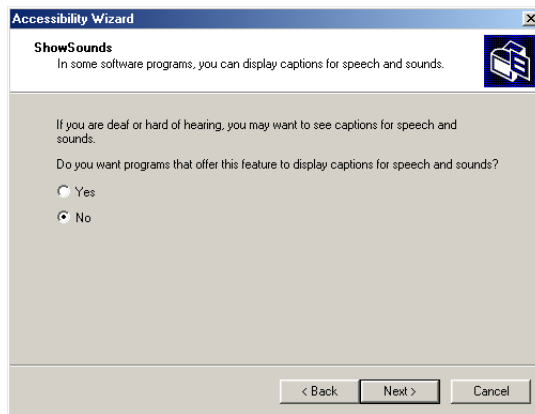 Accessibility Wizard
ShowSounds
In some software programs, you can display captions for speech and sounds.
If you are deaf or hard of hearing, you may want to see captions for speech and
sounds.
Do you want programs that offer this feature to display captions for speech and sounds?
Yes
No
< Back
Next >
Cancel